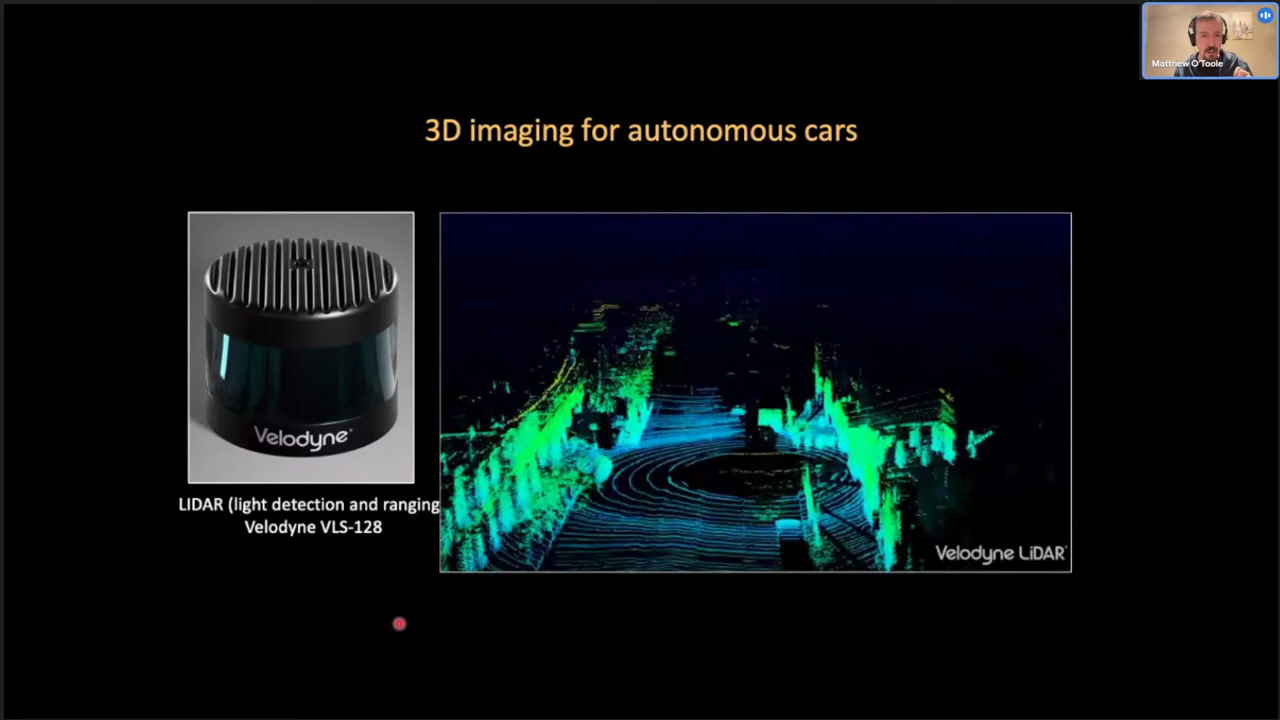 Matthew O'Toole
3D imaging for autonomous cars
Velodyne
LIDAR (light detection and ranging
Velodyne VLS-128
Velodyne LiDAR